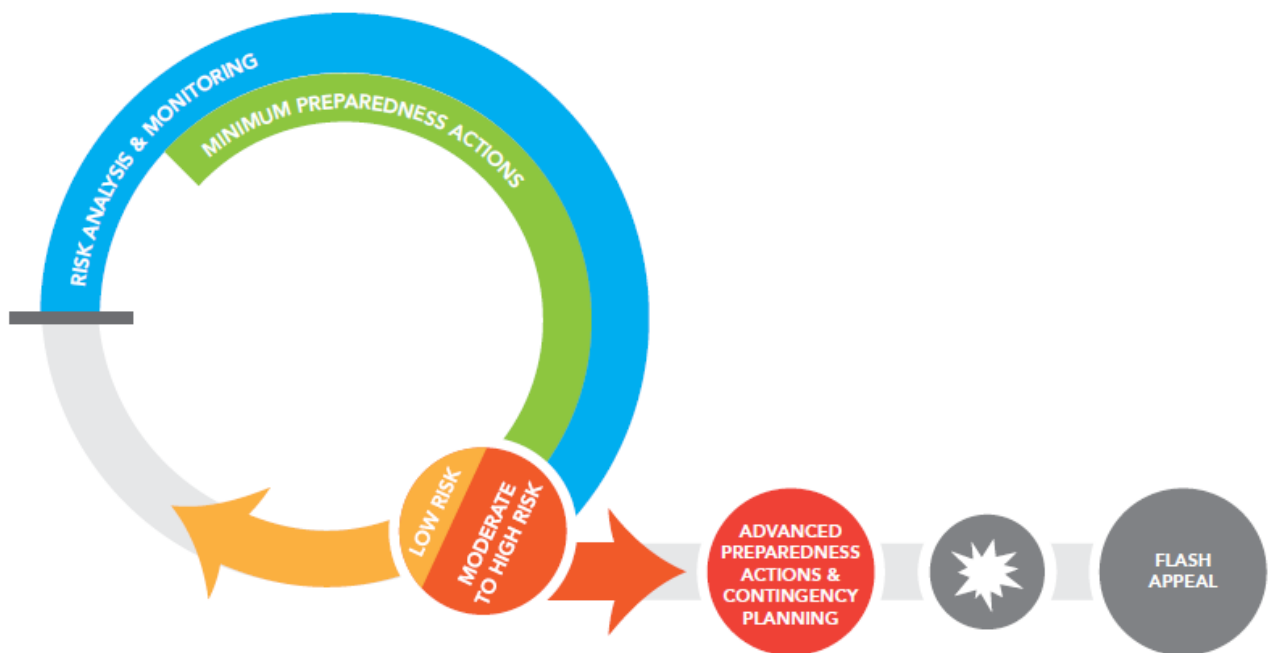 RISK ANALYSIS & MONITORING
MINIMUM PREPAREDNESS ACTIONS
LOW RISK
MODERATE
TO HIGH RISK
ADVANCED
PREPAREDNESS
ACTIONS &
CONTINGENCY
PLANNING
FLASH
APPEAL